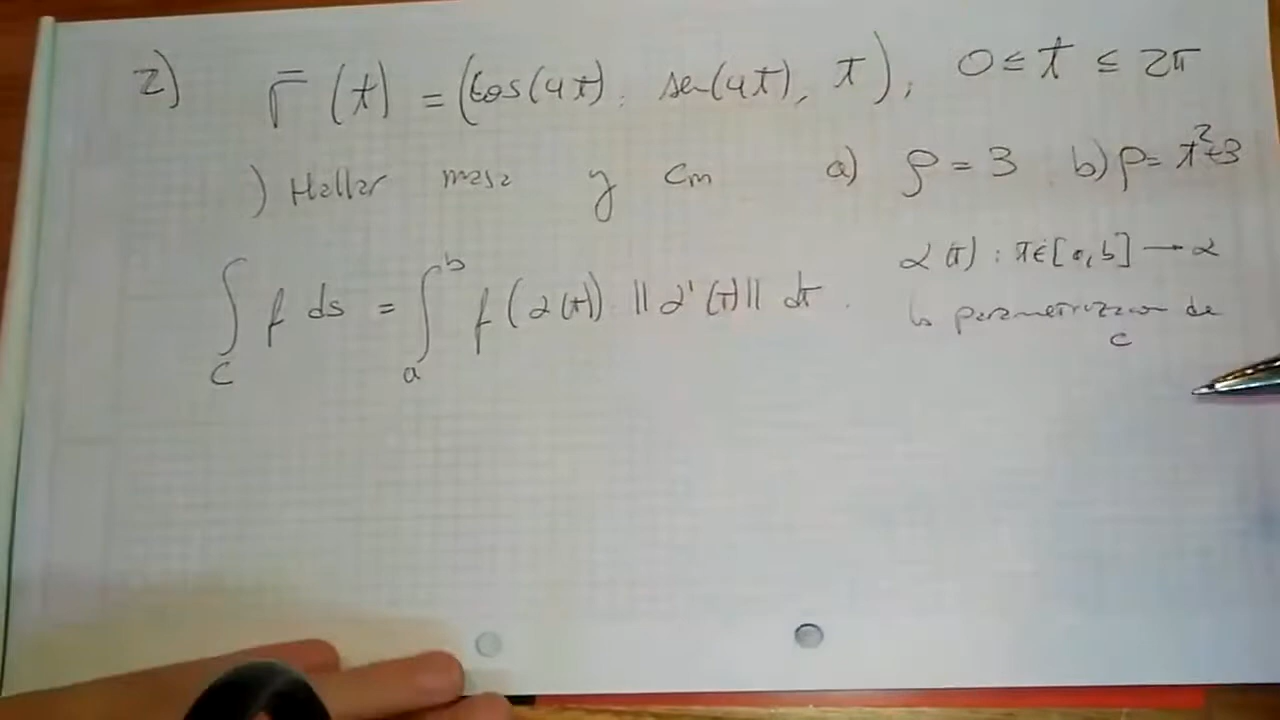 2) r̄(t) = (cos(4t), sen(4t), t), 0 ≤ t ≤ 2π
) Hallar masa y cm a) ρ = 3 b) ρ = t²+3
∫_C f ds = ∫_a^b f(α(t)) ||α'(t)|| dt. α(t) : t∈[a,b] → α
la parametrizacion de
C